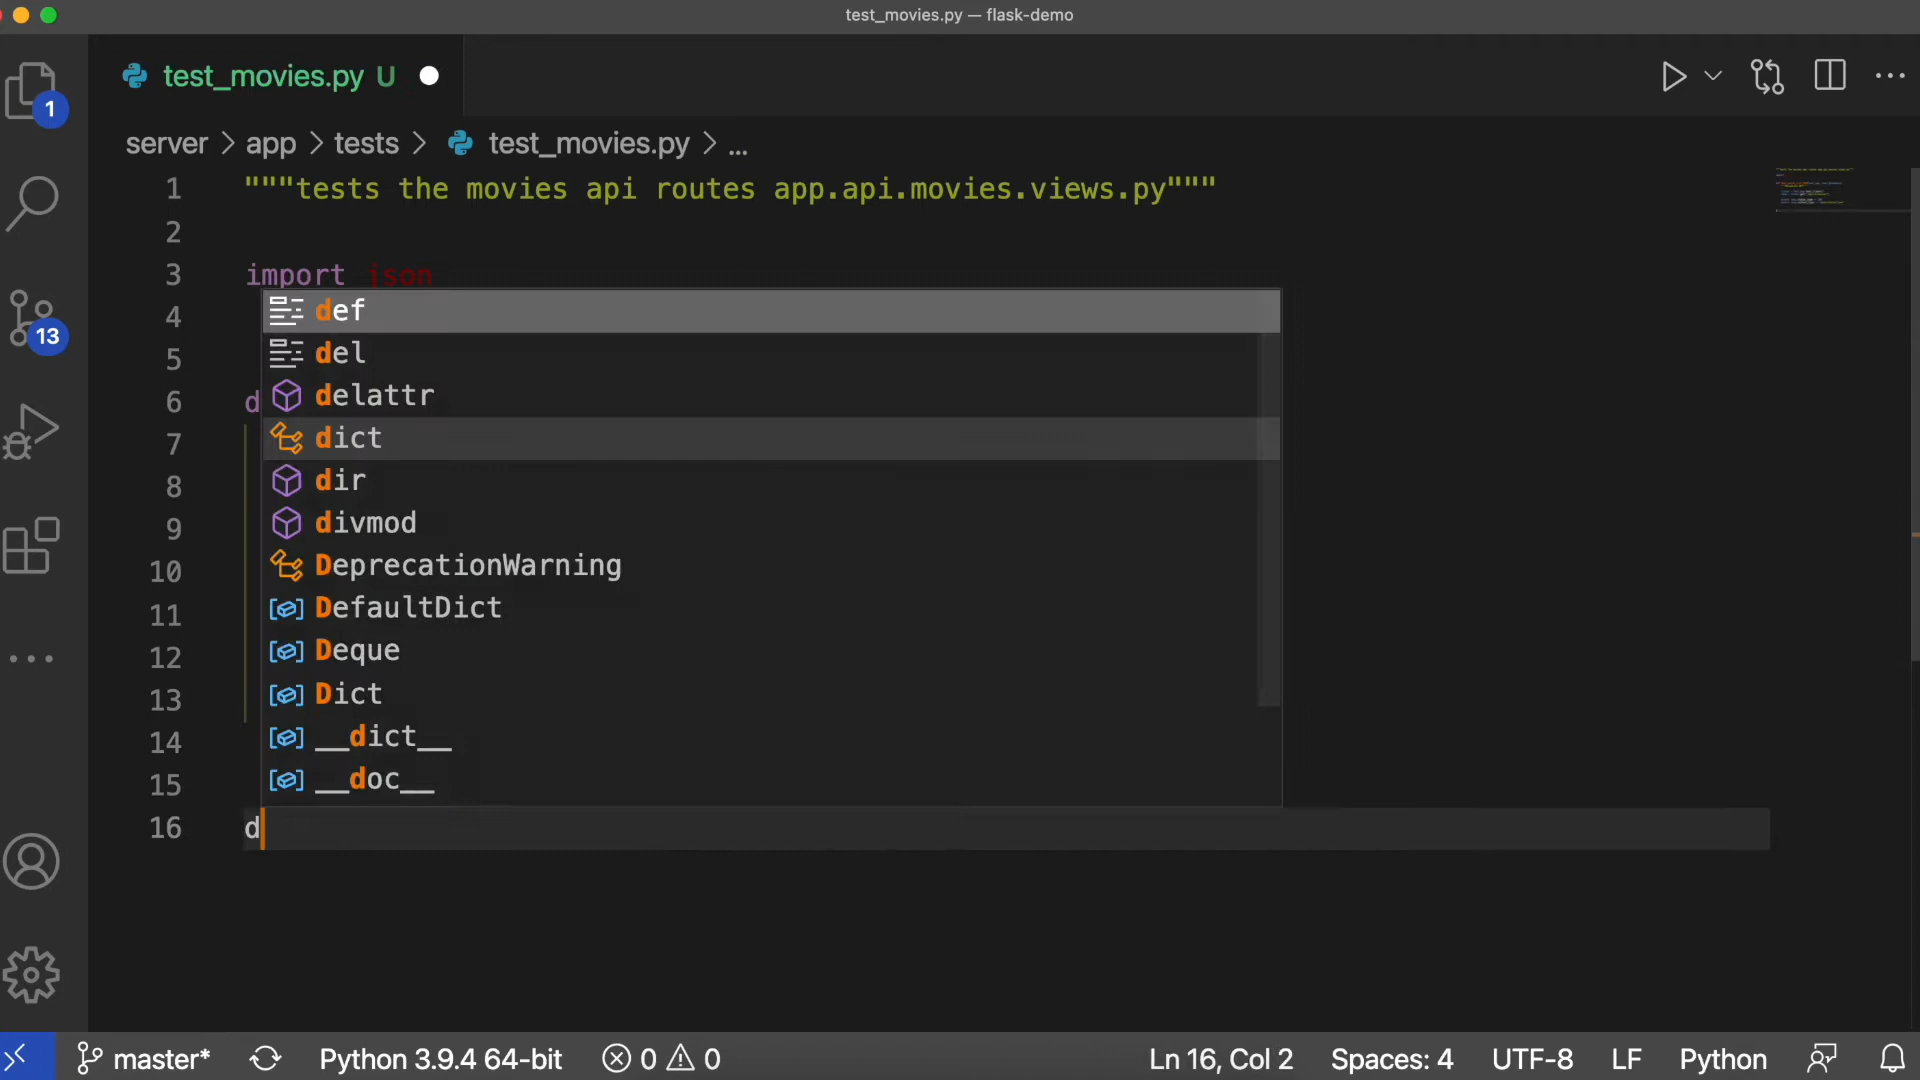 test_movies.py — flask-demo
test_movies.py U
1
server > app > tests > test_movies.py > ...
1 """tests the movies api routes app.api.movies.views.py"""
2
3 import json
4 def
5 del
delattr
6 d
dict
7
8 dir
9 divmod
10 DeprecationWarning
11 DefaultDict
12 Deque
13 Dict
14 __dict__
15 __doc__
16 d
13
master* Python 3.9.4 64-bit 0 0 Ln 16, Col 2 Spaces: 4 UTF-8 LF Python